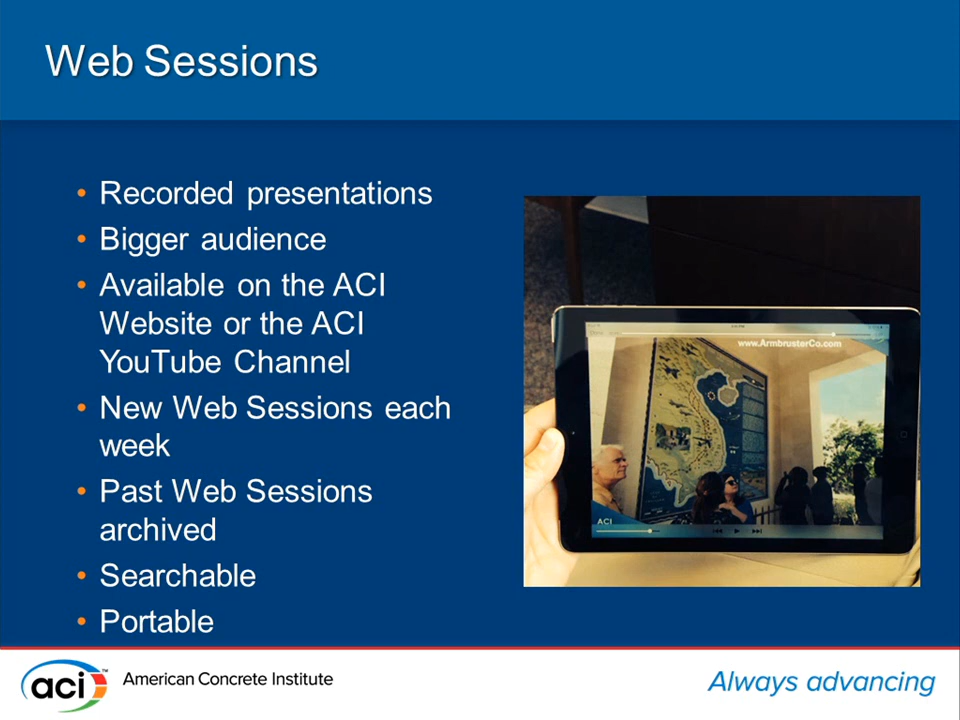 Web Sessions
• Recorded presentations
• Bigger audience
• Available on the ACI
Website or the ACI
YouTube Channel
• New Web Sessions each
week
• Past Web Sessions
archived
• Searchable
• Portable
www.ArmbrusterCo.com
ACI
aci™
American Concrete Institute
Always advancing